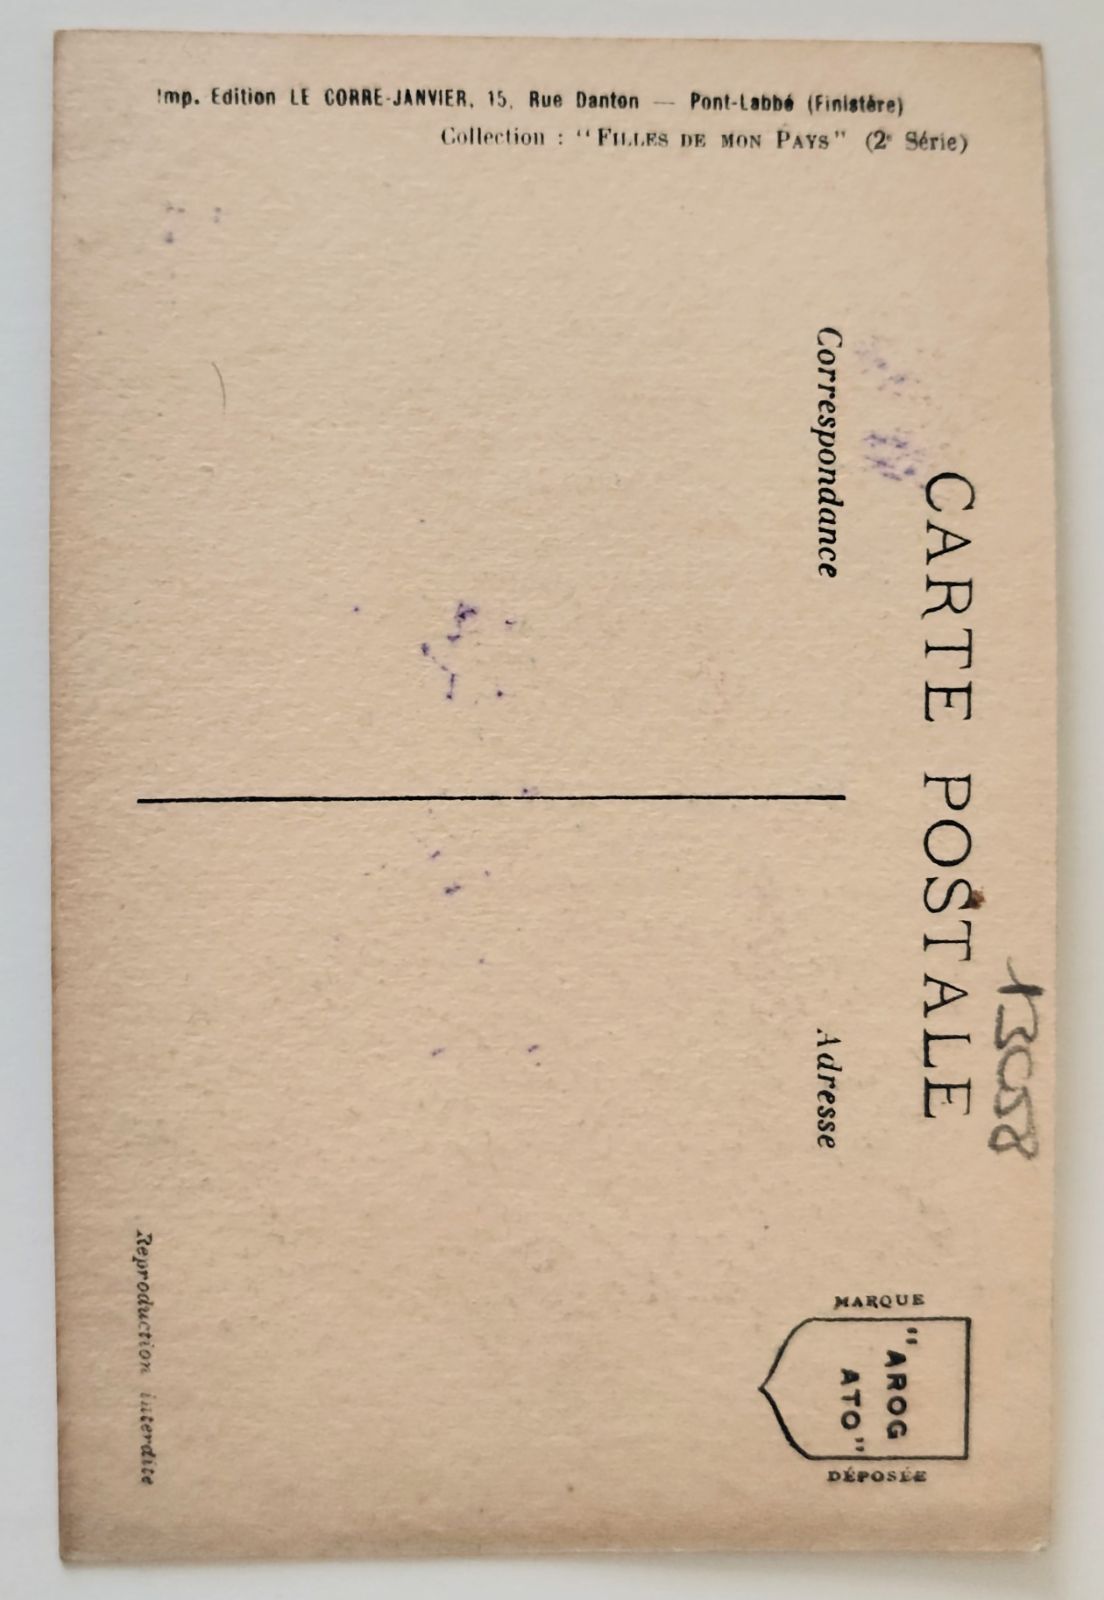 Imp. Edition LE CORRE-JANVIER, 15, Rue Danton — Pont-Labbé (Finistère)
Collection : "FILLES DE MON PAYS" (2e Série)
CARTE POSTALE
Correspondance
Adresse
MARQUE
"AROG
ATO"
DÉPOSÉE
Reproduction interdite